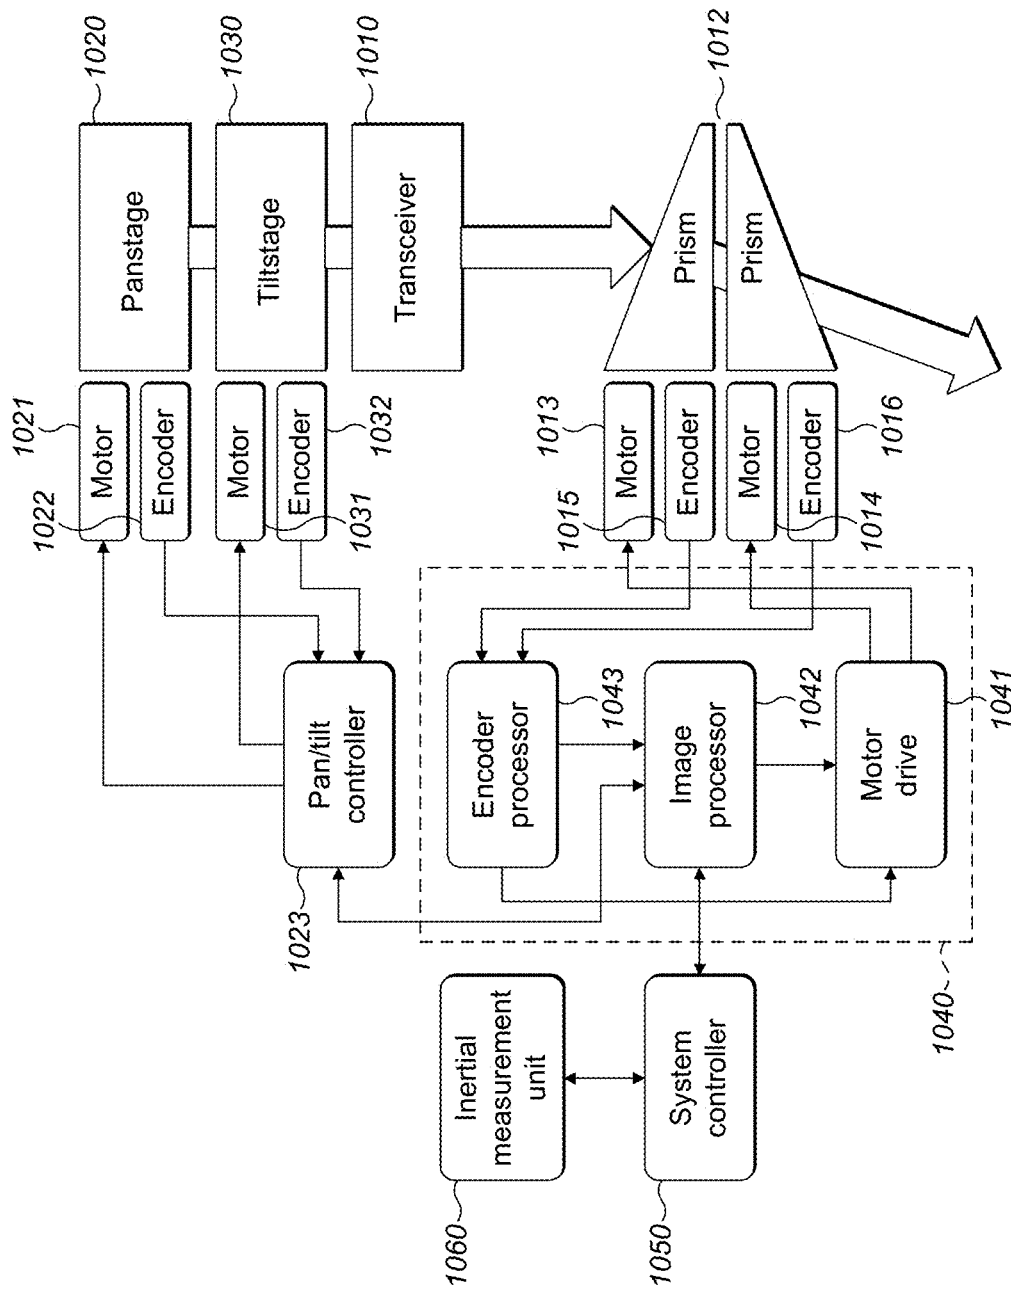 1020
1030
1010
1012
Panstage
Tiltstage
Transceiver
Prism
Prism
1021
Motor
1022
Encoder
Motor
1031
Encoder
1032
1013
Motor
1015
Encoder
Motor
1014
Encoder
1016
Pan/tilt
controller
1023
Encoder
processor
1043
Image
processor
1042
Motor
drive
1041
1040
Inertial
measurement
unit
1060
System
controller
1050